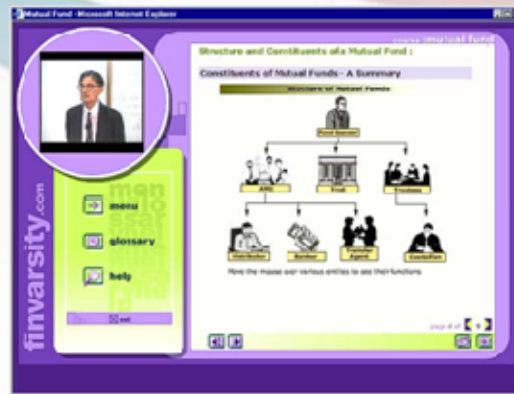 Mutual Fund - Microsoft Internet Explorer
course :mutual fund
Structure and Constituents of a Mutual Fund :
Constituents of Mutual Funds - A Summary
Structure of Mutual Funds
Fund Sponsor
AMC
Trust
Trustees
Distributor
Banker
Transfer
Agent
Custodian
Move the mouse over various entities to see their functions
finvarsity.com
menu
glossary
help
exit